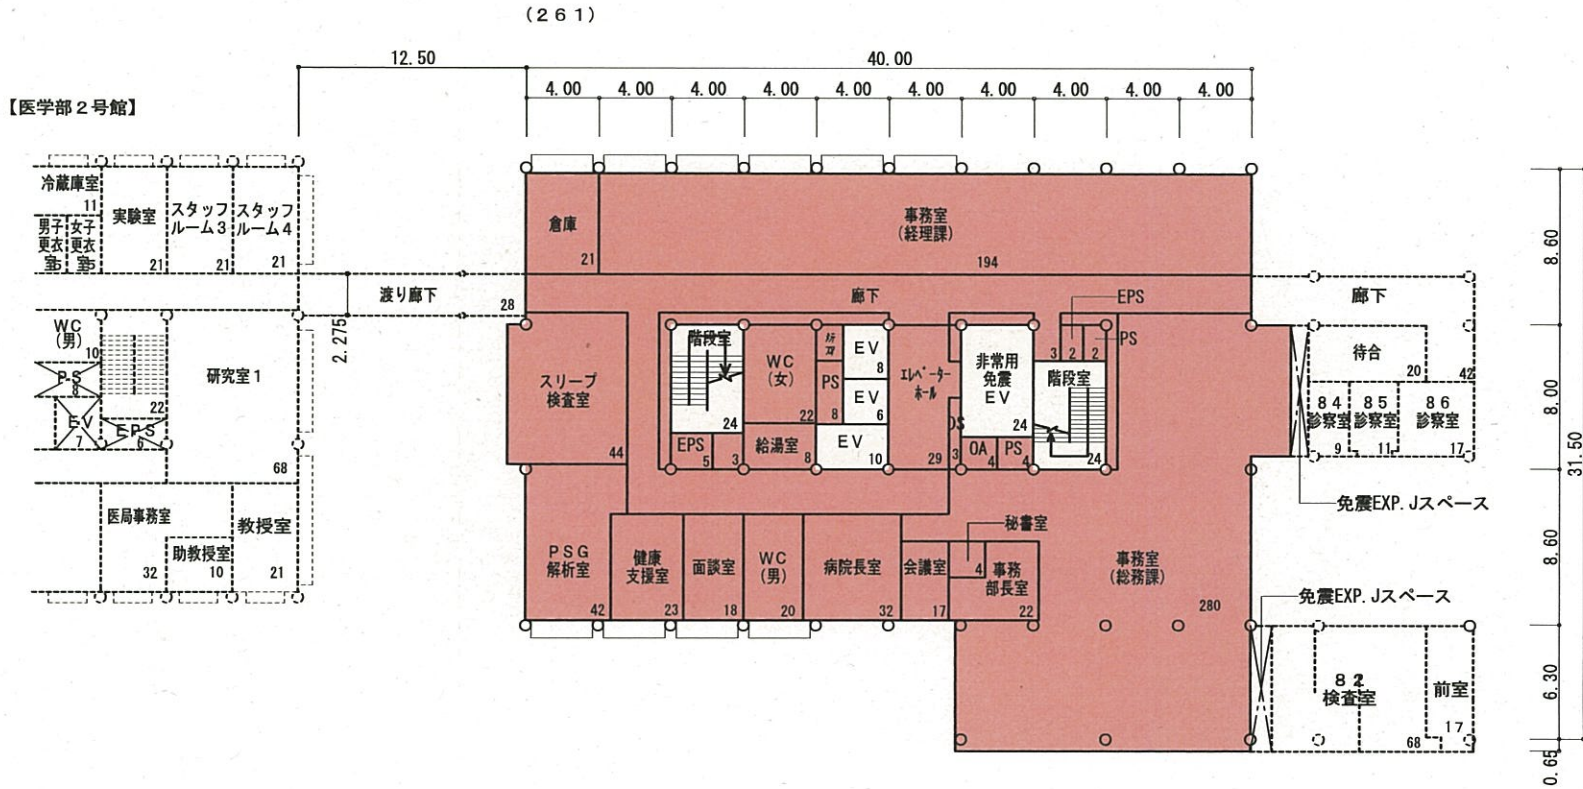 (261)
12.50
40.00
4.00 4.00 4.00 4.00 4.00 4.00 4.00 4.00 4.00 4.00
【医学部2号館】
冷蔵庫室
11
男子
更衣
室
5
女子
更衣
室
5
実験室
21
スタッフ
ルーム3
21
スタッフ
ルーム4
21
渡り廊下
28
2.275
WC
(男)
10
P-S
8
EV
7
22
EPS
6
研究室1
68
医局事務室
32
助教授室
10
教授室
21
倉庫
21
事務室
(経理課)
194
廊下
EPS
PS
スリープ
検査室
44
階段室
24
EPS
5
3
WC
(女)
22
給湯室
8
PS
8
EV
8
EV
6
EV
10
エレベーター
ホール
29
DS
3
非常用
免震
EV
24
OA
4
PS
4
3
2
2
階段室
24
PSG
解析室
42
健康
支援室
23
面談室
18
WC
(男)
20
病院長室
32
会議室
17
秘書室
4
事務
部長室
22
事務室
(総務課)
280
廊下
42
待合
20
84
診察室
9
85
診察室
11
86
診察室
17
免震EXP.Jスペース
免震EXP.Jスペース
82
検査室
68
前室
17
8.60
8.00
8.60
6.30
0.65
31.50